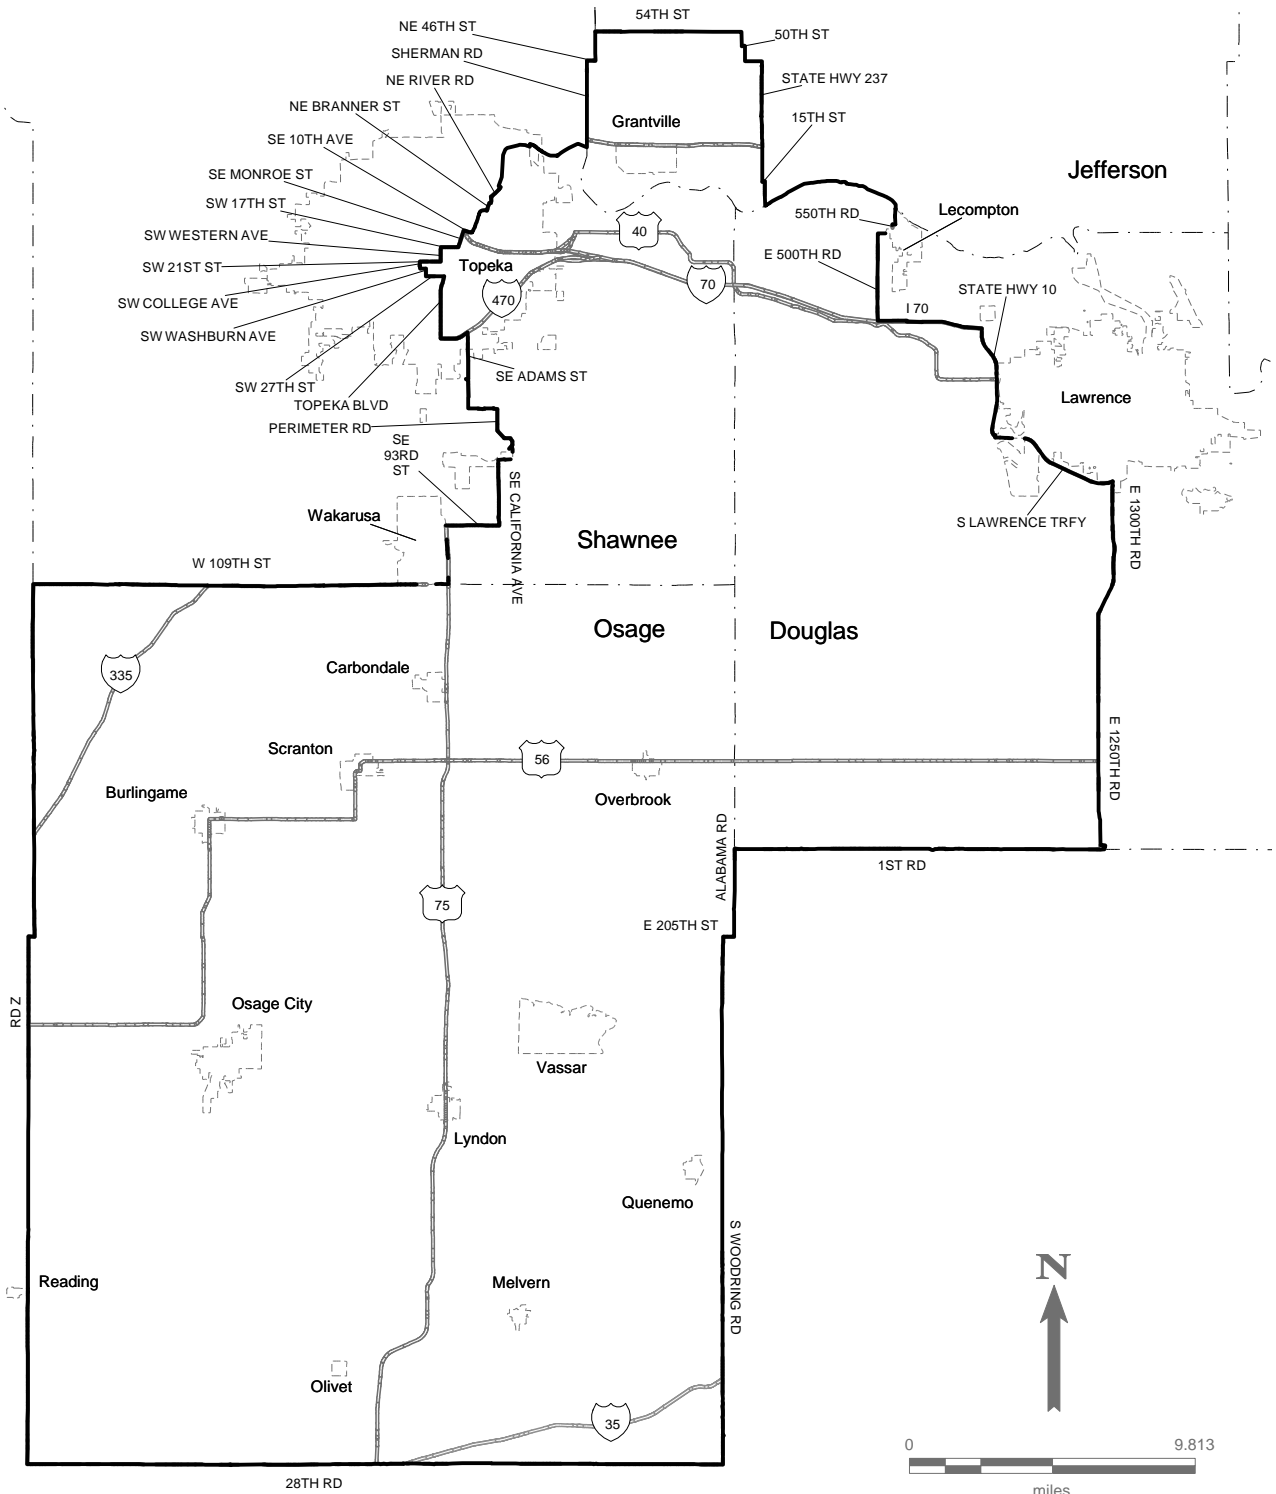 54TH ST
NE 46TH ST
50TH ST
SHERMAN RD
NE RIVER RD
STATE HWY 237
NE BRANNER ST
Grantville
15TH ST
SE 10TH AVE
Jefferson
SE MONROE ST
SW 17TH ST
550TH RD
Lecompton
SW WESTERN AVE
40
E 500TH RD
SW 21ST ST
Topeka
70
STATE HWY 10
SW COLLEGE AVE
470
I 70
SW WASHBURN AVE
SE ADAMS ST
SW 27TH ST
Lawrence
TOPEKA BLVD
PERIMETER RD
SE
93RD
ST
SE CALIFORNIA AVE
E 1300TH RD
Wakarusa
S LAWRENCE TRFY
Shawnee
W 109TH ST
Osage
Douglas
335
Carbondale
Scranton
56
E 1250TH RD
Burlingame
Overbrook
ALABAMA RD
1ST RD
75
E 205TH ST
RD Z
Osage City
Vassar
Lyndon
Quenemo
S WOODRING RD
Reading
Melvern
N
Olivet
35
0
9.813
28TH RD
miles